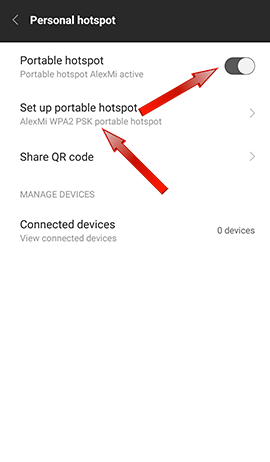 Personal hotspot
Portable hotspot
Portable hotspot AlexMi active
Set up portable hotspot
AlexMi WPA2 PSK portable hotspot
Share QR code
MANAGE DEVICES
Connected devices
View connected devices
0 devices